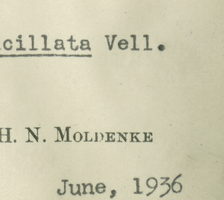 cillata Vell.
H. N. MOLDENKE
June, 1936